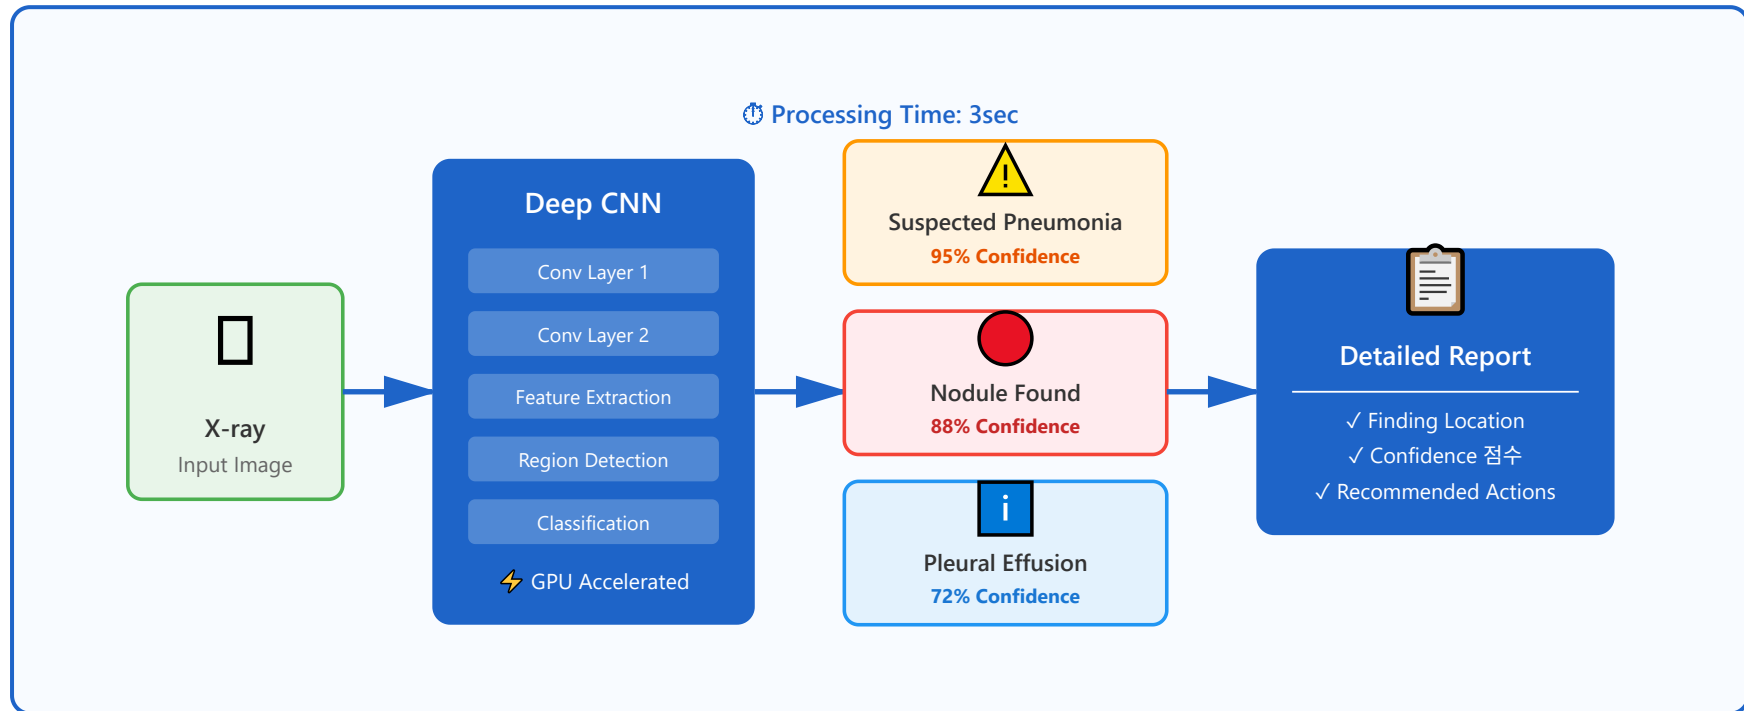 ⏱ Processing Time: 3sec
X-ray
Input Image
Deep CNN
Conv Layer 1
Conv Layer 2
Feature Extraction
Region Detection
Classification
⚡ GPU Accelerated
Suspected Pneumonia
95% Confidence
Nodule Found
88% Confidence
i
Pleural Effusion
72% Confidence
Detailed Report
✓ Finding Location
✓ Confidence 점수
✓ Recommended Actions